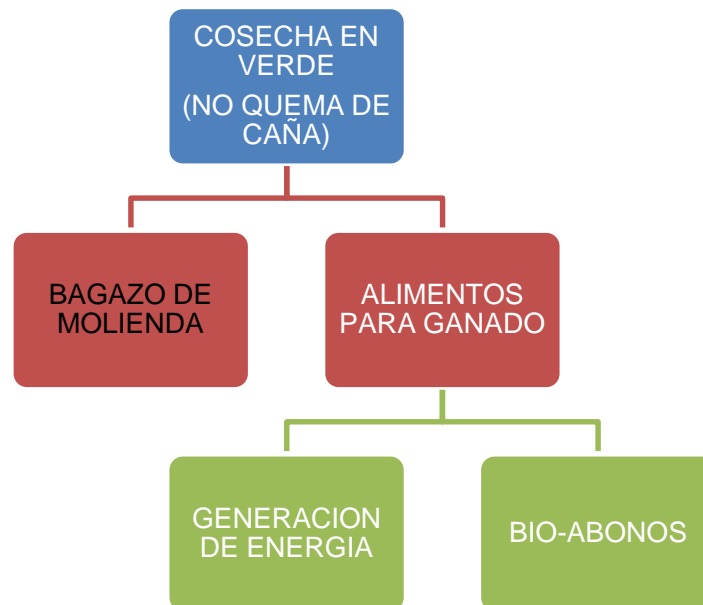 COSECHA EN
VERDE
(NO QUEMA DE
CAÑA)
BAGAZO DE
MOLIENDA
ALIMENTOS
PARA GANADO
GENERACION
DE ENERGIA
BIO-ABONOS